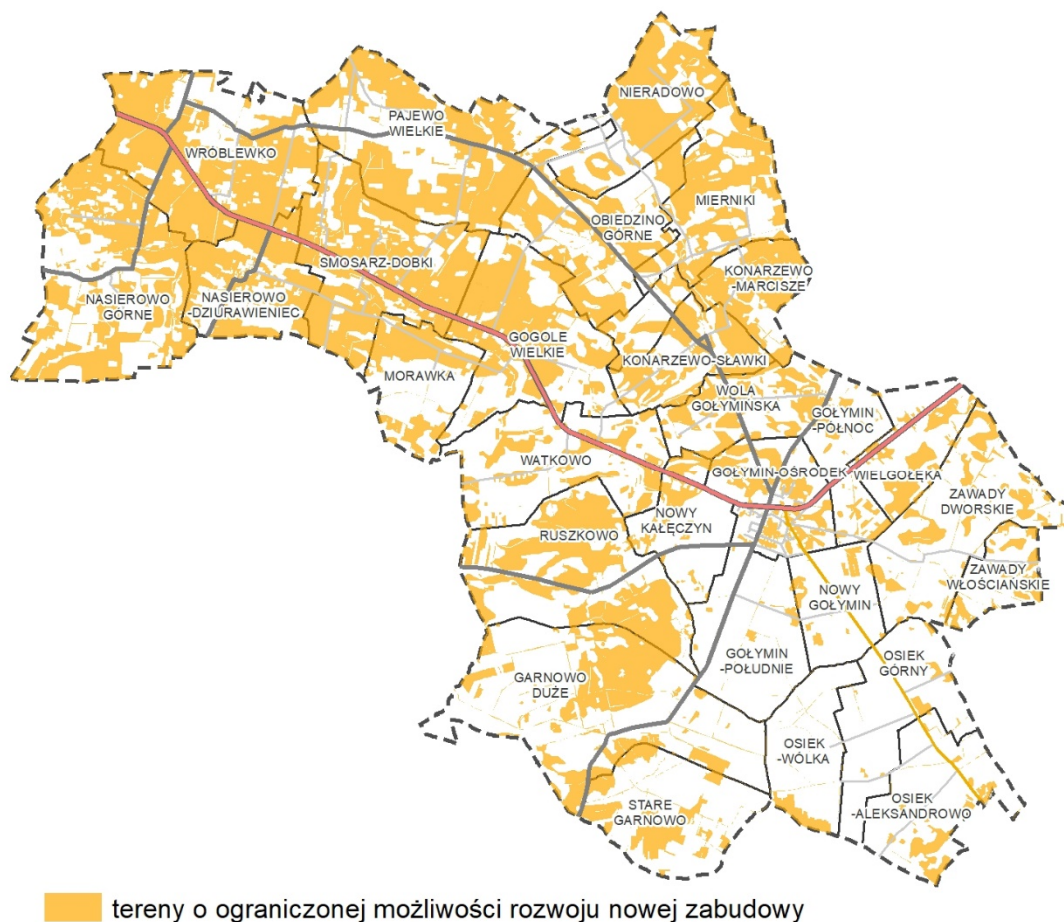 NIERADOWO
PAJEWO
WIELKIE
WRÓBLEWKO
MIERNIKI
OBIEDZINO
GÓRNE
SMOSARZ-DOBKI
KONARZEWO
-MARCISZE
NASIEROWO
GÓRNE
NASIEROWO
-DZIURAWIENIEC
GOGOLE
WIELKIE
KONARZEWO-SŁAWKI
MORAWKA
WOLA
GOŁYMIŃSKA
GOŁYMIN
-PÓŁNOC
WATKOWO
GOŁYMIN-OŚRODEK
WIELGOŁĘKA
ZAWADY
DWORSKIE
NOWY
KAŁĘCZYN
RUSZKOWO
ZAWADY
WŁOŚCIAŃSKIE
NOWY
GOŁYMIN
GOŁYMIN
-POŁUDNIE
OSIEK
GÓRNY
GARNOWO
DUŻE
OSIEK
-WÓLKA
OSIEK
-ALEKSANDROWO
STARE
GARNOWO
tereny o ograniczonej możliwości rozwoju nowej zabudowy